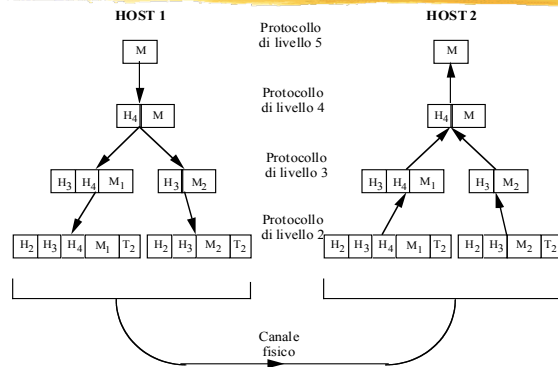 HOST 1
HOST 2
Protocollo
di livello 5
M
M
Protocollo
di livello 4
H4 M
H4 M
Protocollo
di livello 3
H3 H4 M1
H3 M2
H3 H4 M1
H3 M2
Protocollo
di livello 2
H2 H3 H4 M1 T2
H2 H3 M2 T2
H2 H3 H4 M1 T2
H2 H3 M2 T2
Canale
fisico